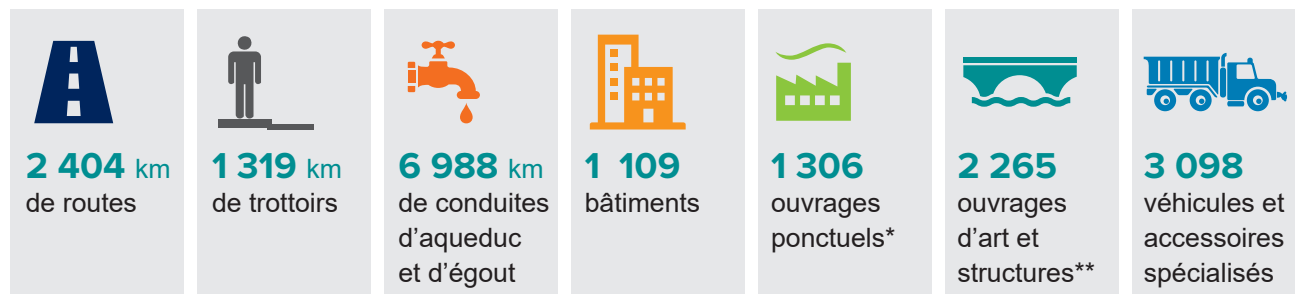 2 404 km
de routes
1 319 km
de trottoirs
6 988 km
de conduites
d’aqueduc
et d’égout
1 109
bâtiments
1 306
ouvrages
ponctuels*
2 265
ouvrages
d’art et
structures**
3 098
véhicules et
accessoires
spécialisés